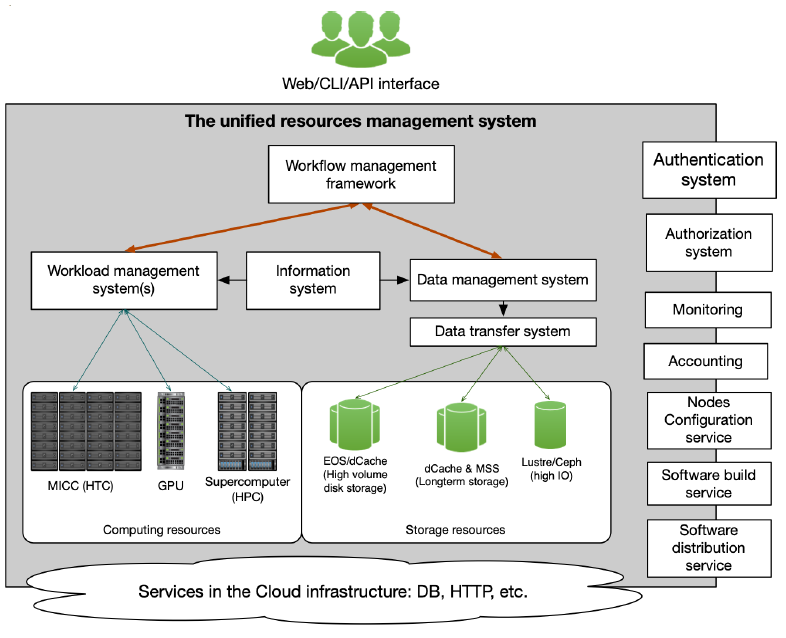 Web/CLI/API interface
The unified resources management system
Workflow management
framework
Workload management
system(s)
Information
system
Data management system
Data transfer system
MICC (HTC)
GPU
Supercomputer
(HPC)
Computing resources
EOS/dCache
(High volume
disk storage)
dCache & MSS
(Longterm storage)
Lustre/Ceph
(high IO)
Storage resources
Services in the Cloud infrastructure: DB, HTTP, etc.
Authentication
system
Authorization
system
Monitoring
Accounting
Nodes
Configuration
service
Software build
service
Software
distribution
service